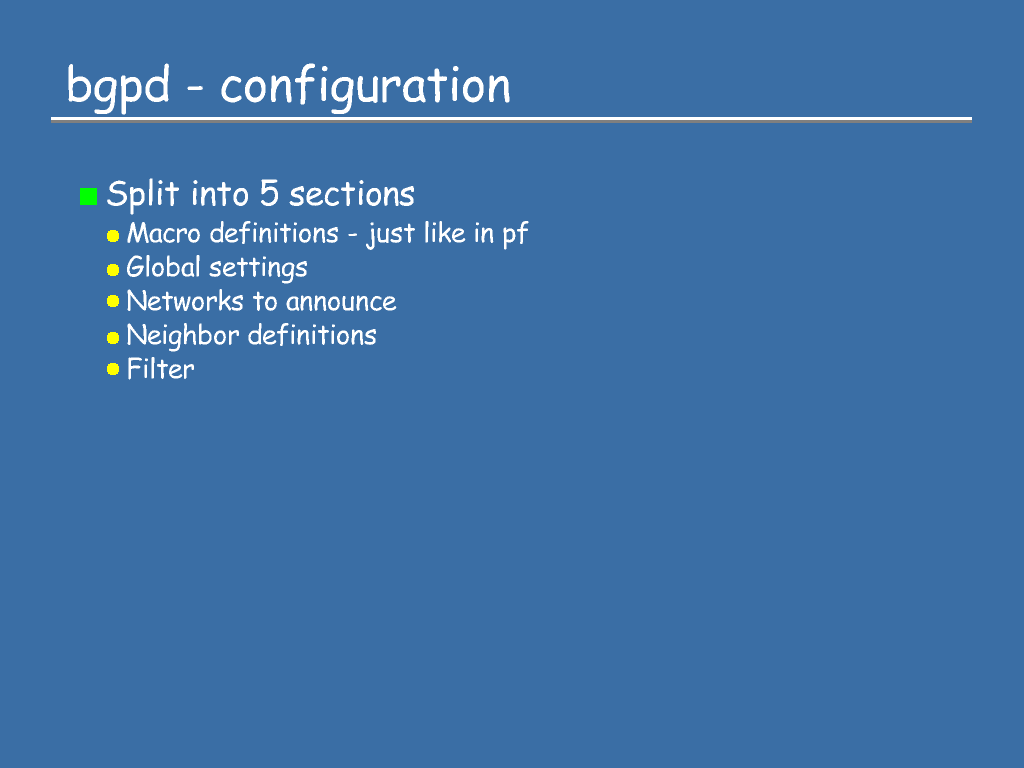 bgpd - configuration
Split into 5 sections
Macro definitions - just like in pf
Global settings
Networks to announce
Neighbor definitions
Filter